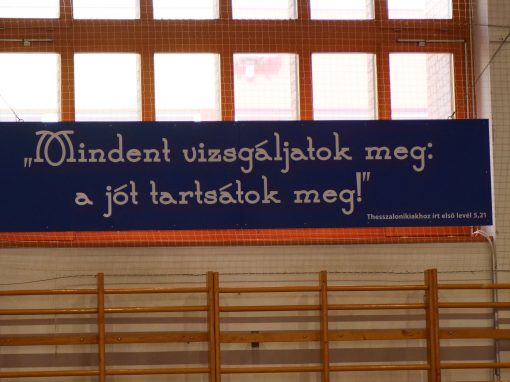 „Mindent vizsgáljatok meg:
a jót tartsátok meg!"
Thesszalonikiakhoz írt első levél 5,21